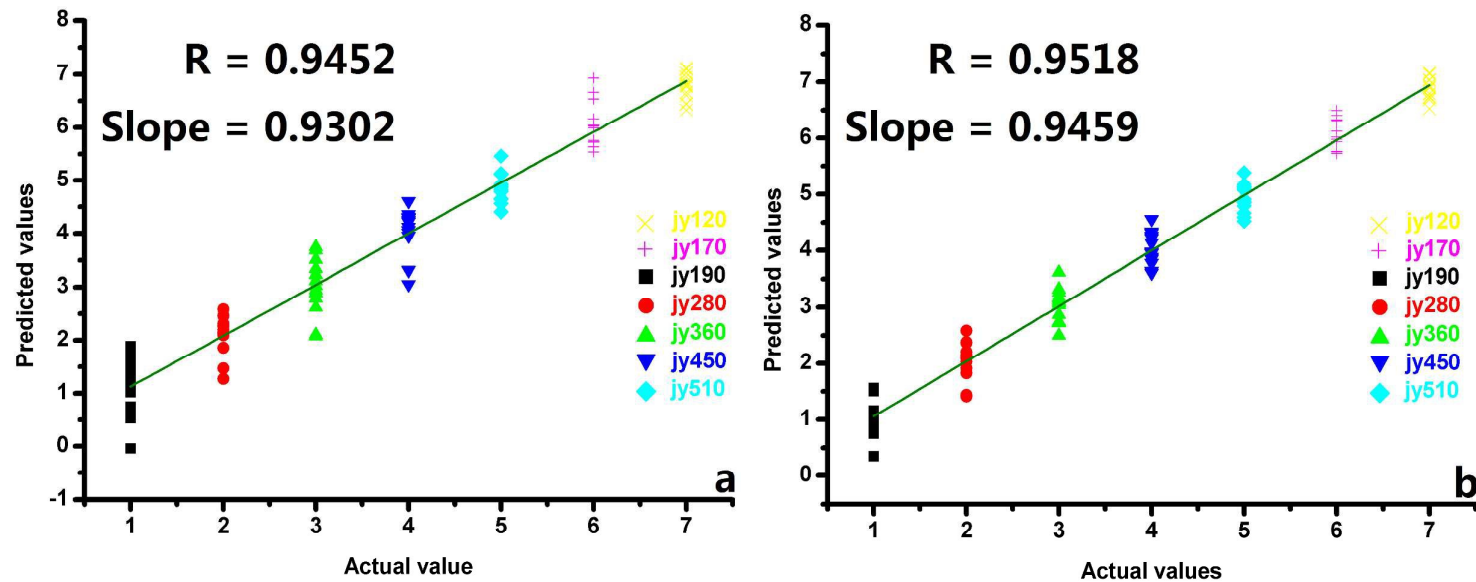 8
7
6
5
4
3
2
1
0
-1
Predicted values
R = 0.9452
Slope = 0.9302
jy120
jy170
jy190
jy280
jy360
jy450
jy510
a
1 2 3 4 5 6 7
Actual value
8
7
6
5
4
3
2
1
0
Predicted values
R = 0.9518
Slope = 0.9459
jy120
jy170
jy190
jy280
jy360
jy450
jy510
b
1 2 3 4 5 6 7
Actual values